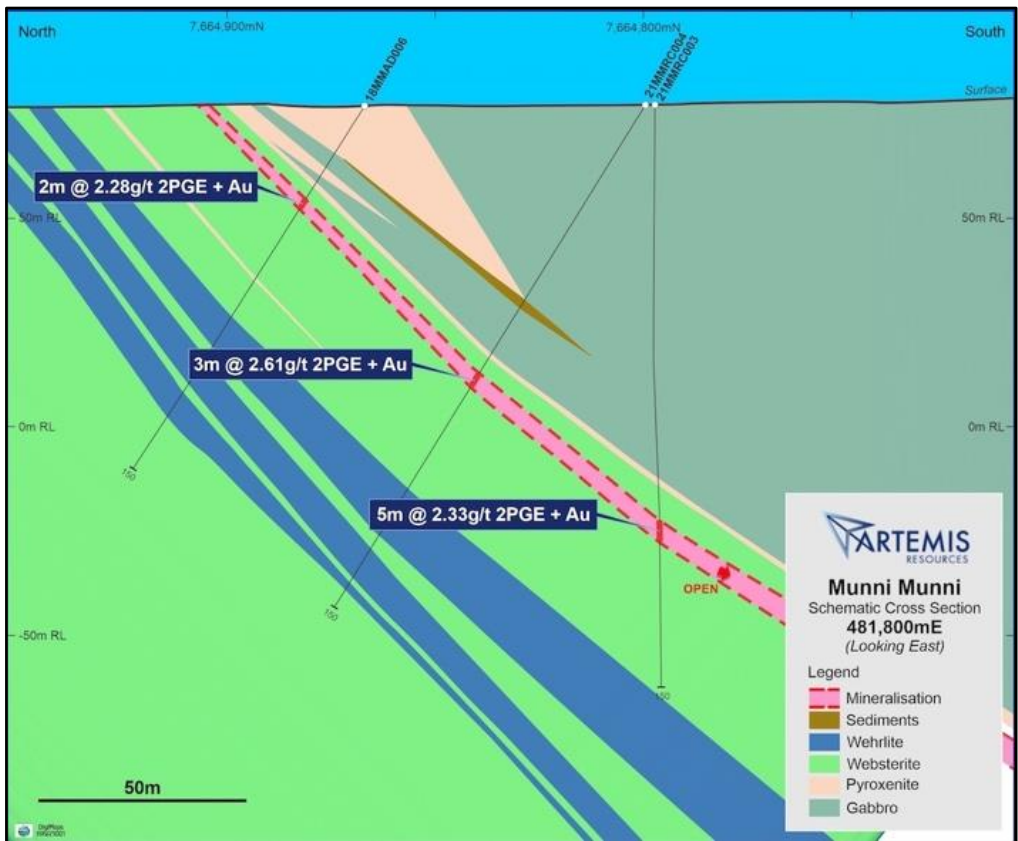 North
7,664,900mN
7,664,800mN
South
18MMAD006
21MMRC004
21MMRC003
Surface
2m @ 2.28g/t 2PGE + Au
50m RL
50m RL
3m @ 2.61g/t 2PGE + Au
0m RL
0m RL
150
5m @ 2.33g/t 2PGE + Au
OPEN
150
-50m RL
150
50m
ARTEMIS
RESOURCES
Munni Munni
Schematic Cross Section
481,800mE
(Looking East)
Legend
Mineralisation
Sediments
Wehrlite
Websterite
Pyroxenite
Gabbro
DigiMaps